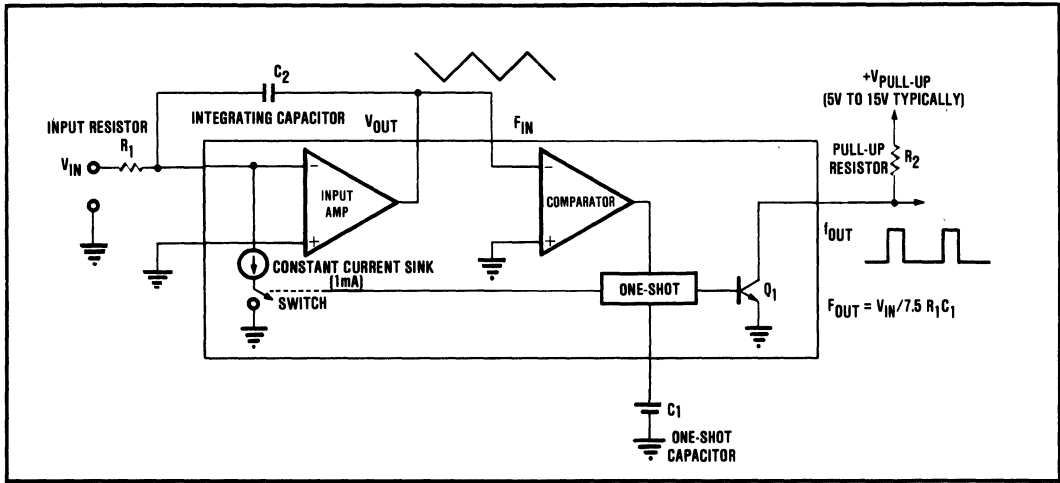 C2
INTEGRATING CAPACITOR
INPUT RESISTOR
R1
VIN
VOUT
FIN
+VPULL-UP
(5V TO 15V TYPICALLY)
PULL-UP
RESISTOR
R2
−
INPUT
AMP
+
−
COMPARATOR
+
fOUT
CONSTANT CURRENT SINK
(1mA)
SWITCH
ONE-SHOT
Q1
FOUT = VIN/7.5 R1C1
C1
ONE-SHOT
CAPACITOR